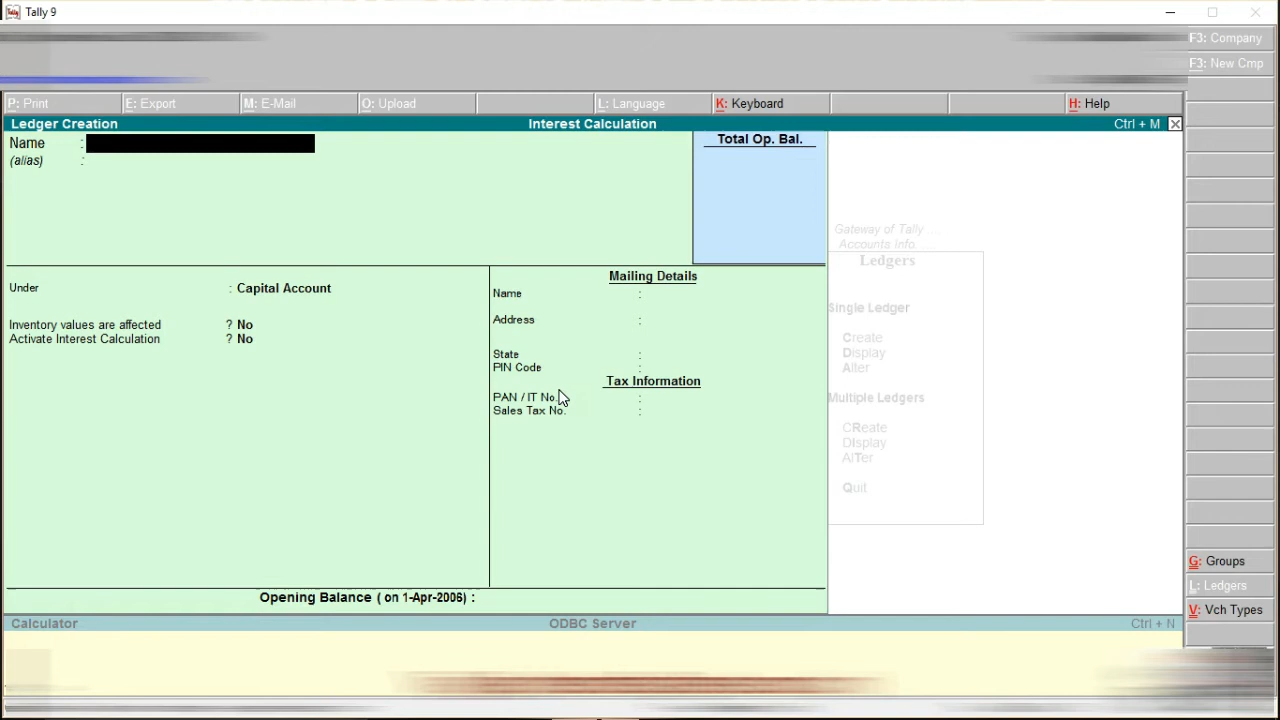 Tally 9
F3: Company
F3: New Cmp
P: Print E: Export M: E-Mail O: Upload L: Language K: Keyboard H: Help
Ledger Creation Interest Calculation Ctrl + M
Name :
(alias) :
Total Op. Bal.
Gateway of Tally ....
Accounts Info. ....
Ledgers
Single Ledger
Create
Display
Alter
Multiple Ledgers
CReate
DIsplay
AlTer
Quit
Under : Capital Account
Inventory values are affected ? No
Activate Interest Calculation ? No
Mailing Details
Name :
Address :
State :
PIN Code :
Tax Information
PAN / IT No. :
Sales Tax No. :
Opening Balance ( on 1-Apr-2006) :
G: Groups
L: Ledgers
V: Vch Types
Calculator ODBC Server Ctrl + N